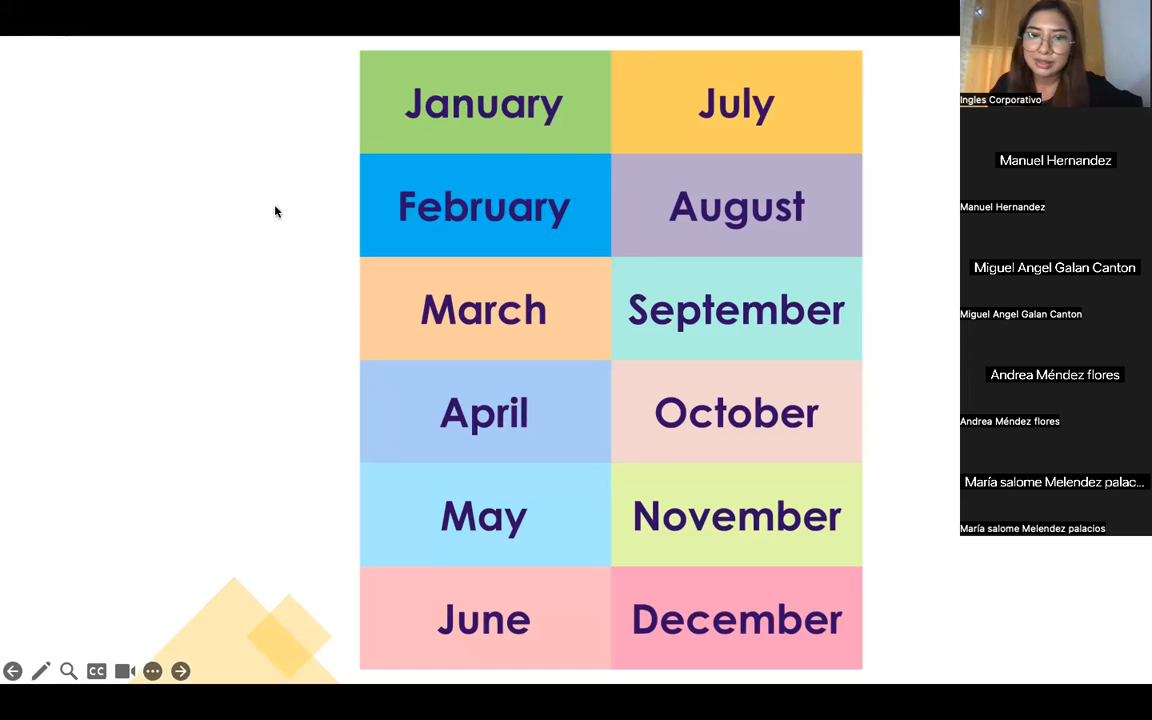 January
July
February
August
March
September
April
October
May
November
June
December
CC
Ingles Corporativo
Manuel Hernandez
Manuel Hernandez
Miguel Angel Galan Canton
Miguel Angel Galan Canton
Andrea Méndez flores
Andrea Méndez flores
María salome Melendez palac...
María salome Melendez palacios